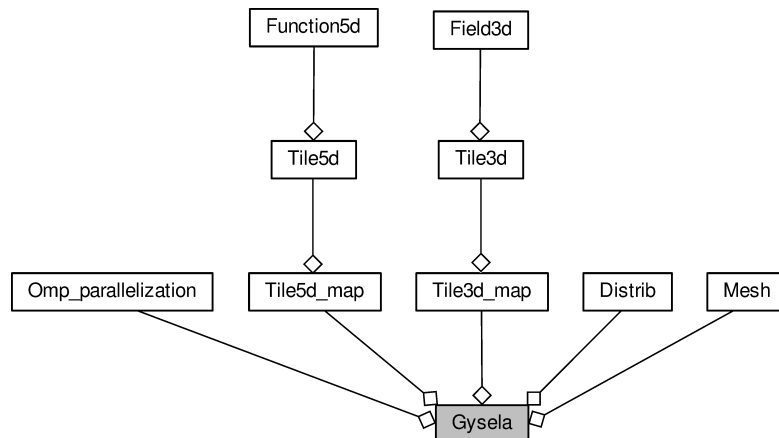 Function5d
Field3d
Tile5d
Tile3d
Omp_parallelization
Tile5d_map
Tile3d_map
Distrib
Mesh
Gysela